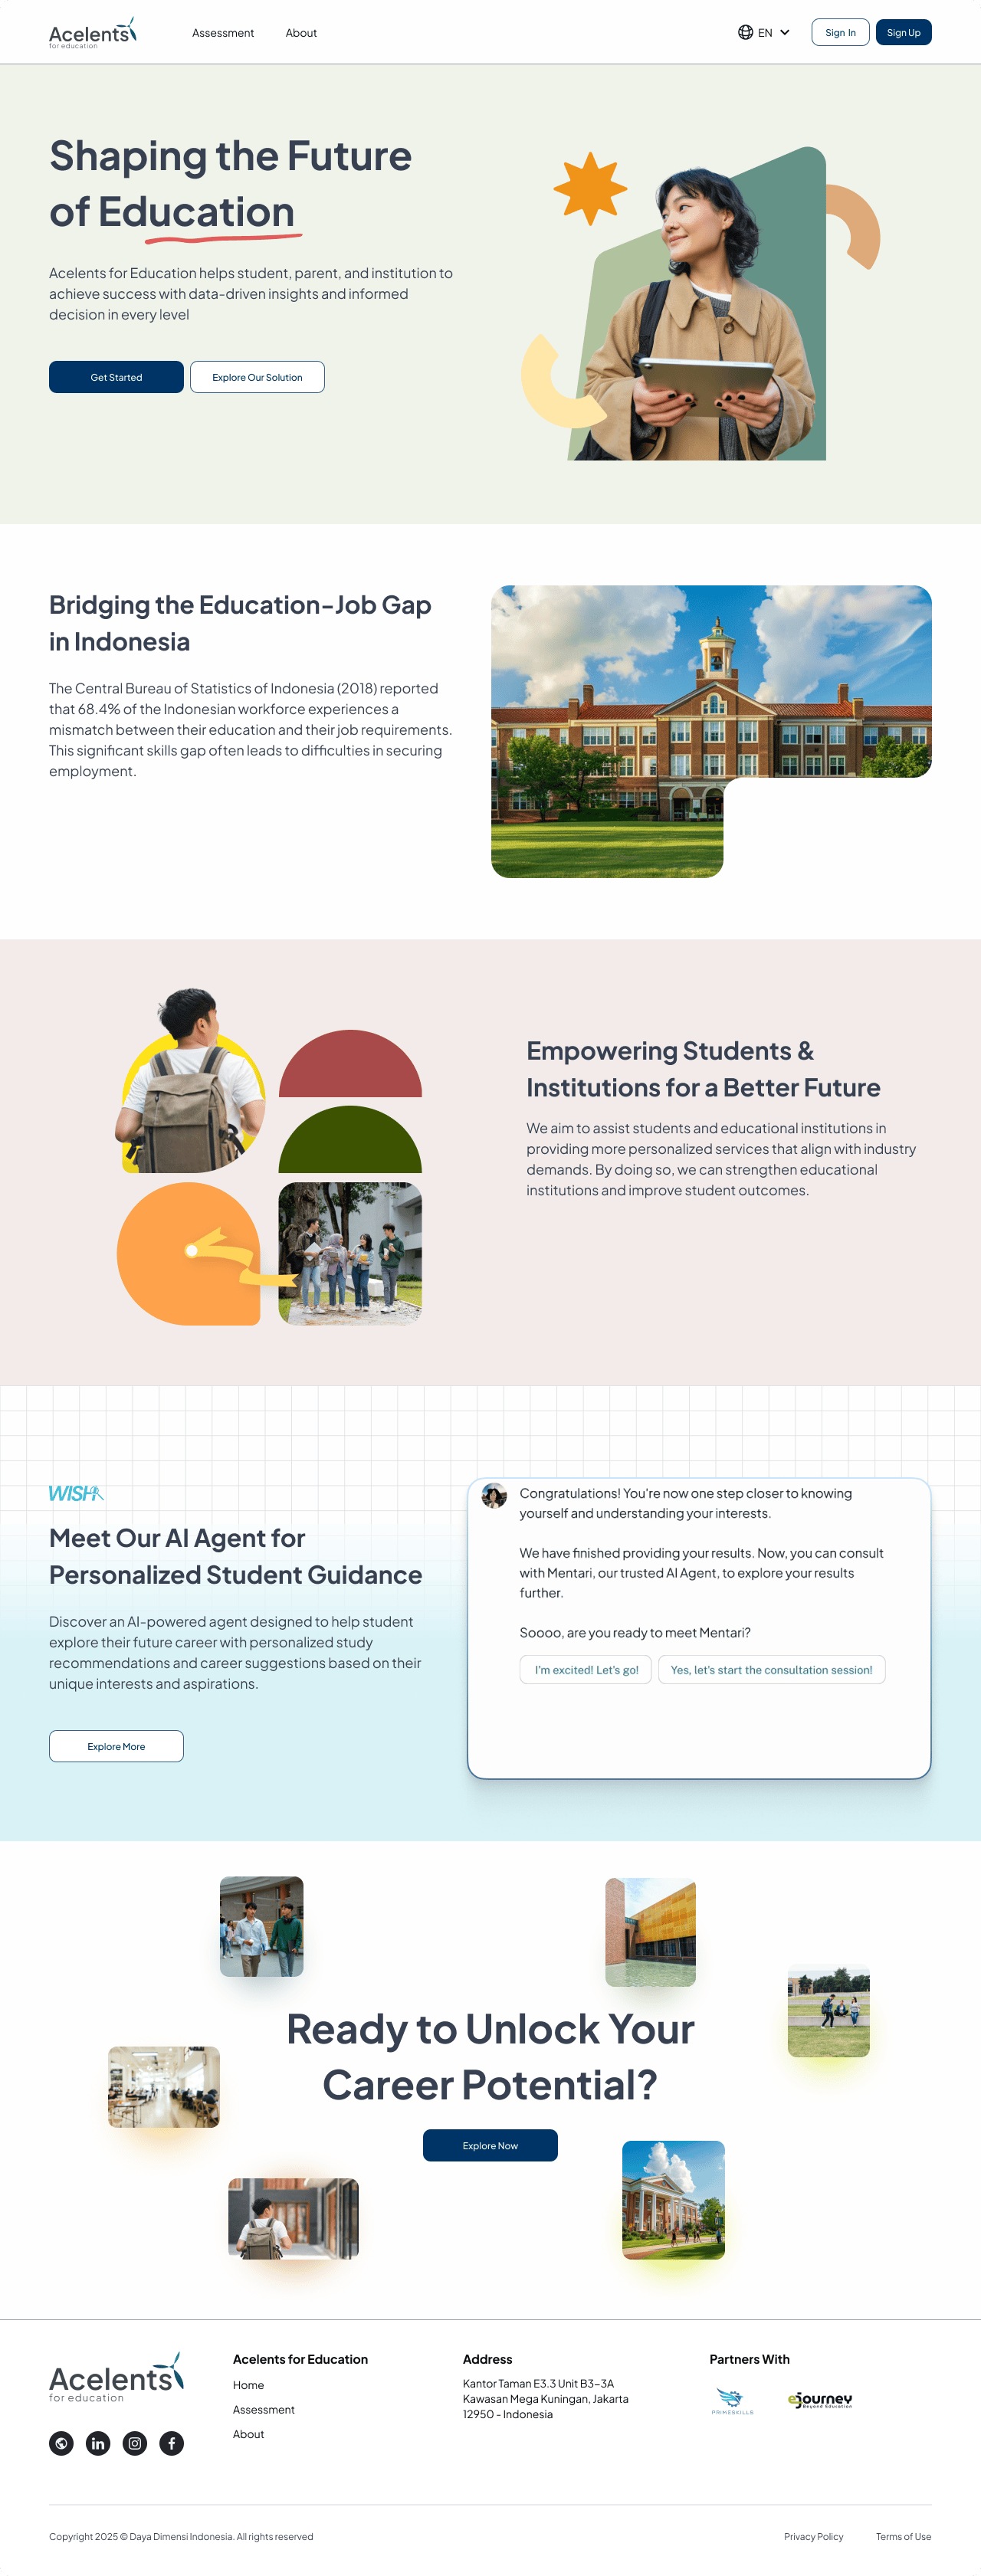 Acelents
for education
Assessment
About
EN
Sign In
Sign Up
Shaping the Future
of Education
Acelents for Education helps student, parent, and institution to
achieve success with data-driven insights and informed
decision in every level
Get Started
Explore Our Solution
Bridging the Education-Job Gap
in Indonesia
The Central Bureau of Statistics of Indonesia (2018) reported
that 68.4% of the Indonesian workforce experiences a
mismatch between their education and their job requirements.
This significant skills gap often leads to difficulties in securing
employment.
Empowering Students &
Institutions for a Better Future
We aim to assist students and educational institutions in
providing more personalized services that align with industry
demands. By doing so, we can strengthen educational
institutions and improve student outcomes.
WISH
Meet Our AI Agent for
Personalized Student Guidance
Discover an AI-powered agent designed to help student
explore their future career with personalized study
recommendations and career suggestions based on their
unique interests and aspirations.
Explore More
Congratulations! You're now one step closer to knowing
yourself and understanding your interests.
We have finished providing your results. Now, you can consult
with Mentari, our trusted AI Agent, to explore your results
further.
Soooo, are you ready to meet Mentari?
I'm excited! Let's go!
Yes, let's start the consultation session!
Ready to Unlock Your
Career Potential?
Explore Now
Acelents
for education
Acelents for Education
Home
Assessment
About
Address
Kantor Taman E3.3 Unit B3-3A
Kawasan Mega Kuningan, Jakarta
12950 - Indonesia
Partners With
PRIMESKILLS
ejourney
Beyond Education
Copyright 2025 © Daya Dimensi Indonesia. All rights reserved
Privacy Policy
Terms of Use